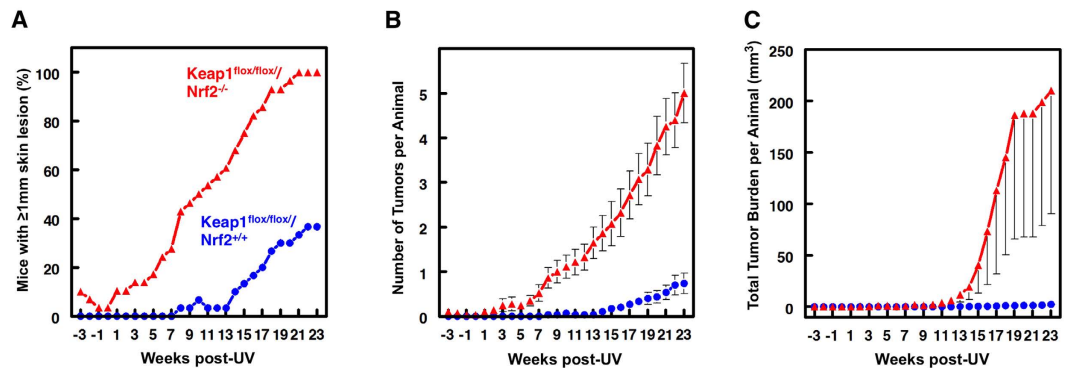 A
Mice with ≥1mm skin lesion (%)
100
80
60
40
20
0
Keap1flox/flox/
Nrf2-/-
Keap1flox/flox//
Nrf2+/+
-3 -1 1 3 5 7 9 11 13 15 17 19 21 23
Weeks post-UV
B
Number of Tumors per Animal
5
4
3
2
1
0
-3 -1 1 3 5 7 9 11 13 15 17 19 21 23
Weeks post-UV
C
Total Tumor Burden per Animal (mm3)
250
200
150
100
50
0
-3 -1 1 3 5 7 9 11 13 15 17 19 21 23
Weeks post-UV